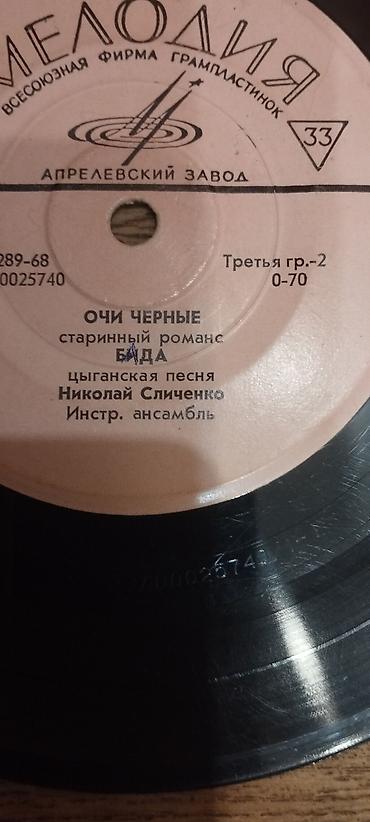 МЕЛОДИЯ
ВСЕСОЮЗНАЯ ФИРМА ГРАМПЛАСТИНОК
33
АПРЕЛЕВСКИЙ ЗАВОД
289-68
Третья гр.-2
0025740
0-70
ОЧИ ЧЕРНЫЕ
старинный романс
БИДА
цыганская песня
Николай Сличенко
Инстр. ансамбль